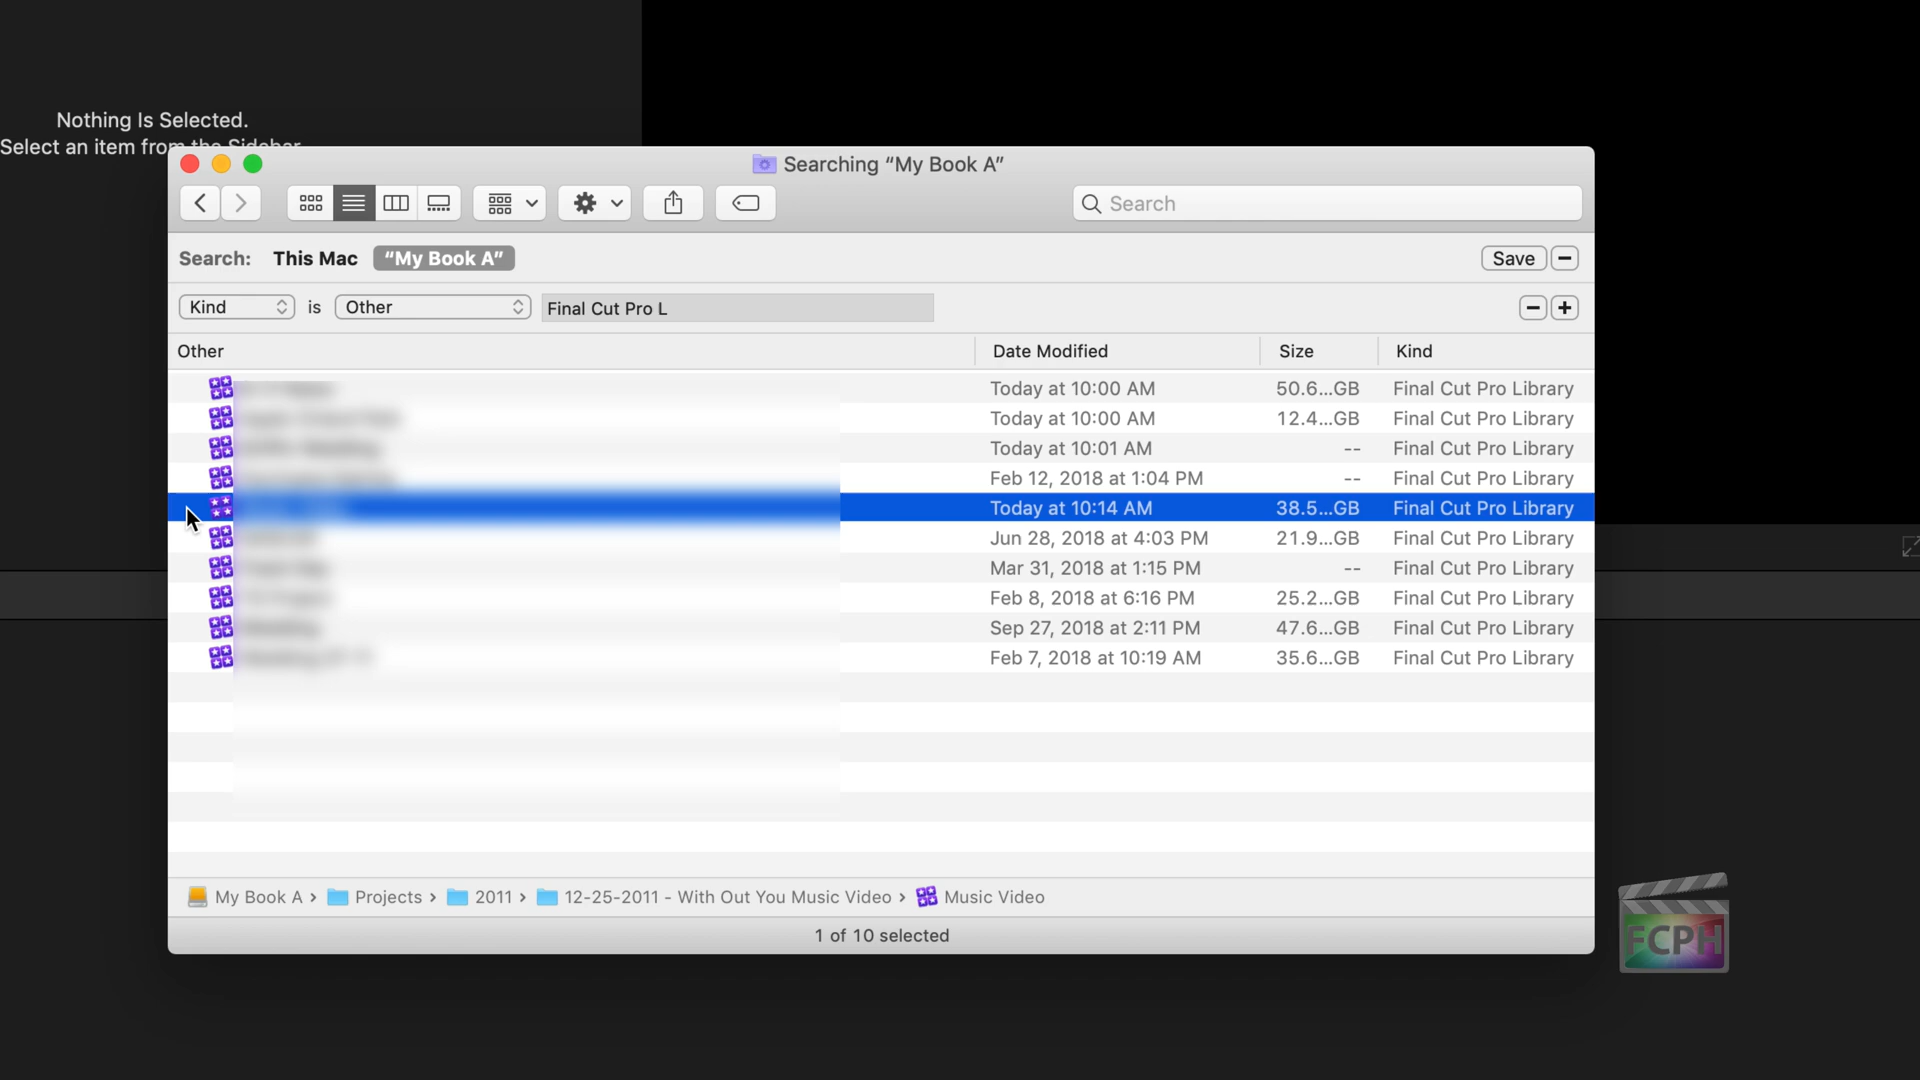 Nothing Is Selected.
Select an item from the Sidebar
Searching “My Book A”
Search
Search: This Mac “My Book A” Save
Kind is Other Final Cut Pro L
Other Date Modified Size Kind
Today at 10:00 AM 50.6...GB Final Cut Pro Library
Today at 10:00 AM 12.4...GB Final Cut Pro Library
Today at 10:01 AM -- Final Cut Pro Library
Feb 12, 2018 at 1:04 PM -- Final Cut Pro Library
Today at 10:14 AM 38.5...GB Final Cut Pro Library
Jun 28, 2018 at 4:03 PM 21.9...GB Final Cut Pro Library
Mar 31, 2018 at 1:15 PM -- Final Cut Pro Library
Feb 8, 2018 at 6:16 PM 25.2...GB Final Cut Pro Library
Sep 27, 2018 at 2:11 PM 47.6...GB Final Cut Pro Library
Feb 7, 2018 at 10:19 AM 35.6...GB Final Cut Pro Library
My Book A › Projects › 2011 › 12-25-2011 - With Out You Music Video › Music Video
1 of 10 selected
FCPH